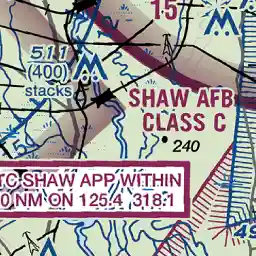 15
511
(400)
stacks
SHAW AFB
CLASS C
240
TC SHAW APP WITHIN
0 NM ON 125.4 318.1